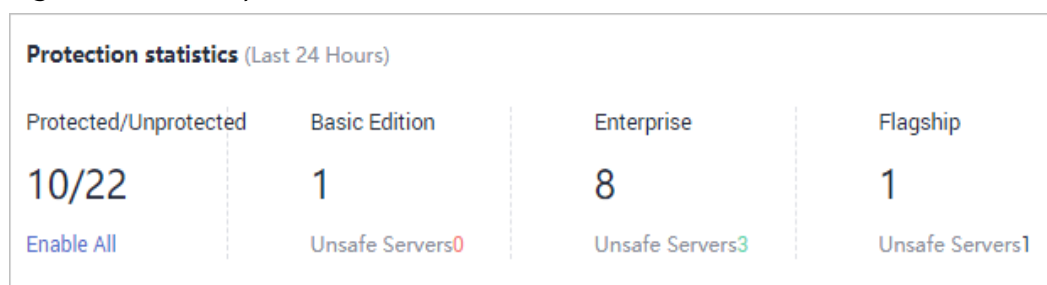 Protection statistics (Last 24 Hours)
Protected/Unprotected Basic Edition Enterprise Flagship
10/22 1 8 1
Enable All Unsafe Servers0 Unsafe Servers3 Unsafe Servers1